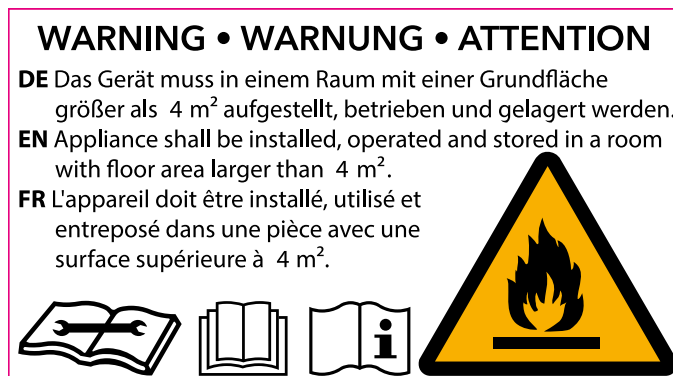 WARNING • WARNUNG • ATTENTION
DE Das Gerät muss in einem Raum mit einer Grundfläche
größer als 4 m² aufgestellt, betrieben und gelagert werden.
EN Appliance shall be installed, operated and stored in a room
with floor area larger than 4 m².
FR L'appareil doit être installé, utilisé et
entreposé dans une pièce avec une
surface supérieure à 4 m².
i